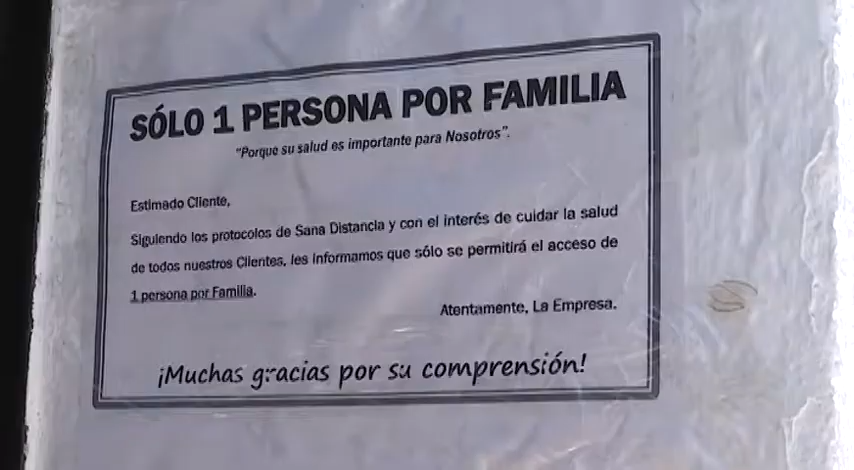 SÓLO 1 PERSONA POR FAMILIA
"Porque su salud es importante para Nosotros".
Estimado Cliente,
Siguiendo los protocolos de Sana Distancia y con el interés de cuidar la salud
de todos nuestros Clientes, les informamos que sólo se permitirá el acceso de
1 persona por Familia.
Atentamente, La Empresa.
¡Muchas gracias por su comprensión!